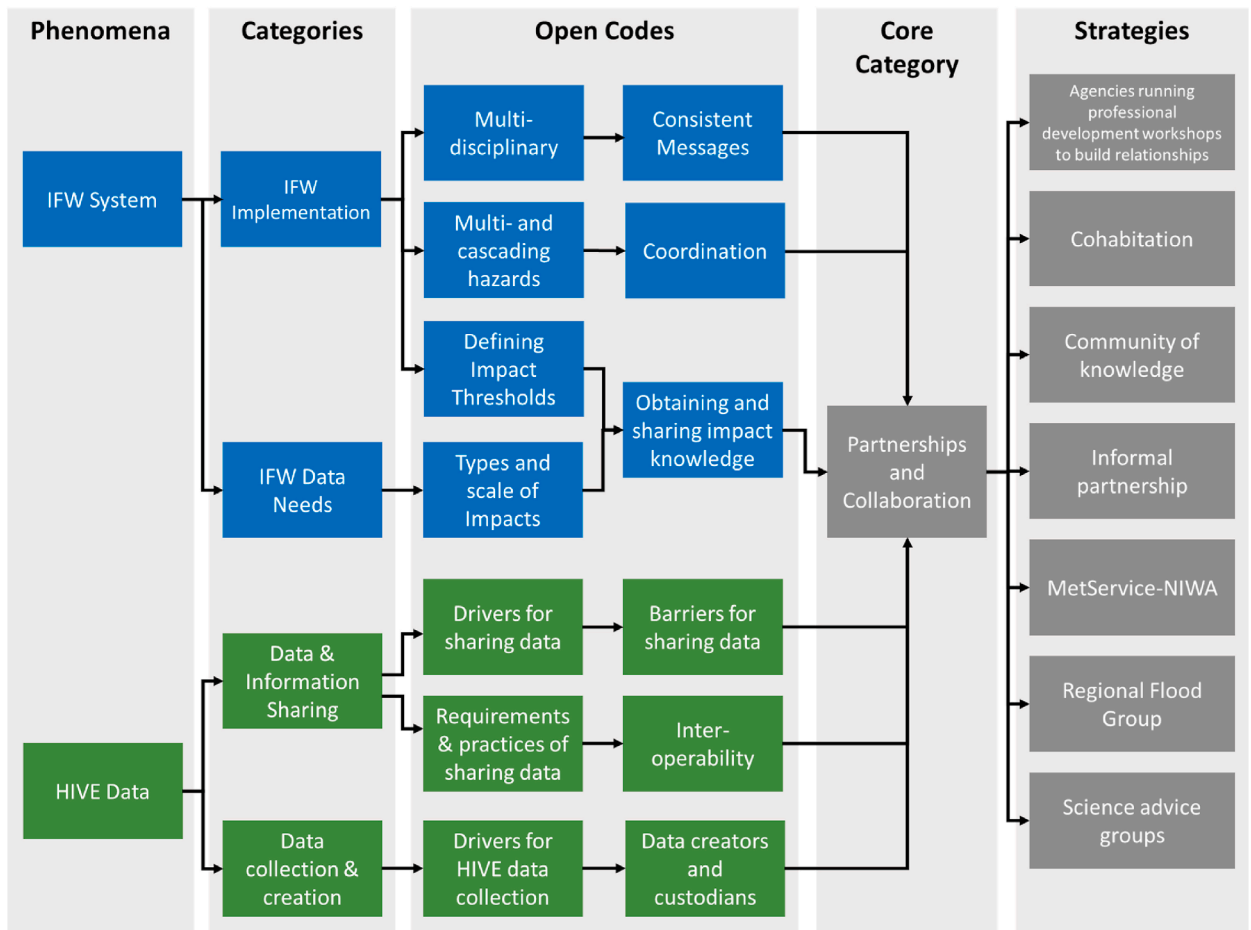 Phenomena
Categories
Open Codes
Core
Category
Strategies
IFW System
HIVE Data
IFW
Implementation
IFW Data
Needs
Data &
Information
Sharing
Data
collection &
creation
Multi-
disciplinary
Consistent
Messages
Multi- and
cascading
hazards
Coordination
Defining
Impact
Thresholds
Types and
scale of
Impacts
Obtaining and
sharing impact
knowledge
Drivers for
sharing data
Barriers for
sharing data
Requirements
& practices of
sharing data
Inter-
operability
Drivers for
HIVE data
collection
Data creators
and
custodians
Partnerships
and
Collaboration
Agencies running
professional
development workshops
to build relationships
Cohabitation
Community of
knowledge
Informal
partnership
MetService-NIWA
Regional Flood
Group
Science advice
groups